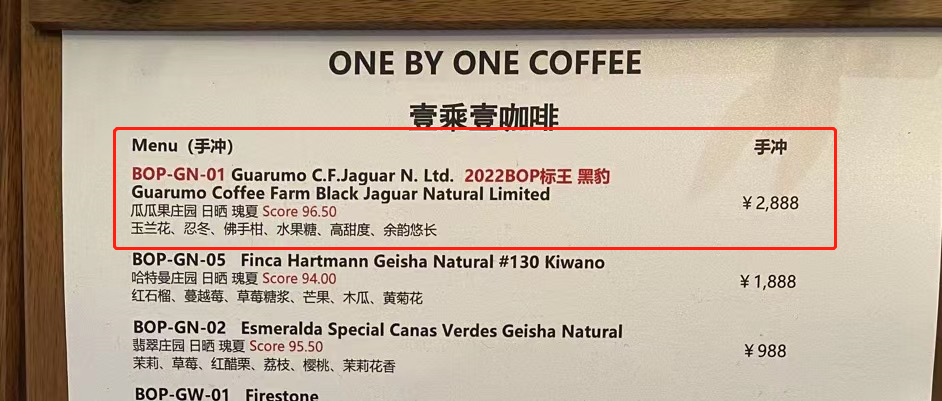 ONE BY ONE COFFEE
壹乘壹咖啡
Menu（手冲） 手冲
BOP-GN-01 Guarumo C.F.Jaguar N. Ltd. 2022BOP标王 黑豹
Guarumo Coffee Farm Black Jaguar Natural Limited
瓜瓜果庄园 日晒 瑰夏 Score 96.50
￥2,888
玉兰花、忍冬、佛手柑、水果糖、高甜度、余韵悠长
BOP-GN-05 Finca Hartmann Geisha Natural #130 Kiwano
哈特曼庄园 日晒 瑰夏 Score 94.00
￥1,888
红石榴、蔓越莓、草莓糖浆、芒果、木瓜、黄菊花
BOP-GN-02 Esmeralda Special Canas Verdes Geisha Natural
翡翠庄园 日晒 瑰夏 Score 95.50
￥988
茉莉、草莓、红醋栗、荔枝、樱桃、茉莉花香
BOP-GW-01 Firestone